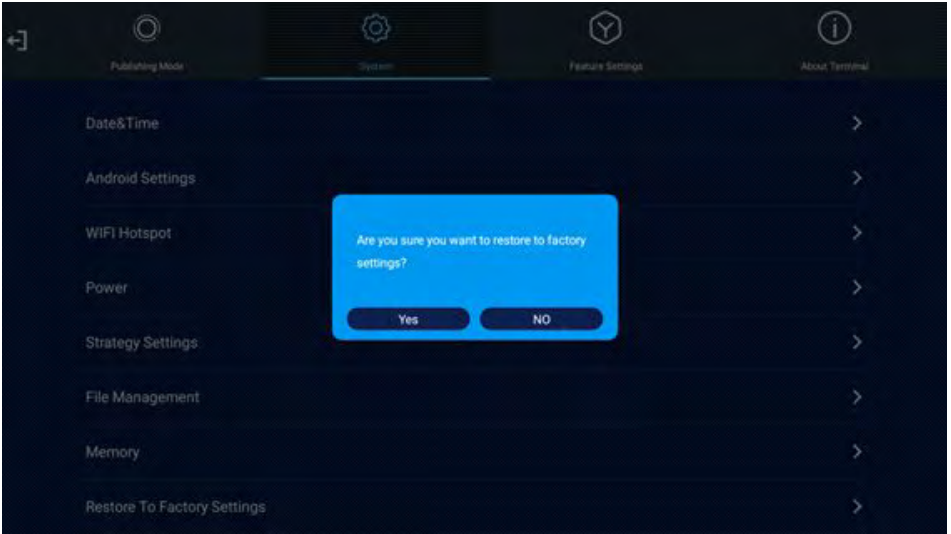 Publishing Mode
System
Feature Settings
About Terminal
Date&Time
Android Settings
WIFI Hotspot
Are you sure you want to restore to factory
settings?
Power
Yes
NO
Strategy Settings
File Management
Memory
Restore To Factory Settings